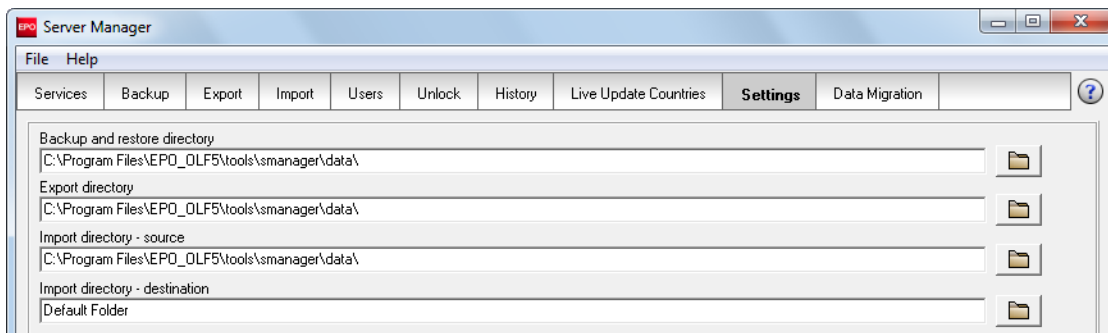 EPO Server Manager
File Help
Services Backup Export Import Users Unlock History Live Update Countries Settings Data Migration ?
Backup and restore directory
C:\Program Files\EPO_OLF5\tools\smanager\data\
Export directory
C:\Program Files\EPO_OLF5\tools\smanager\data\
Import directory - source
C:\Program Files\EPO_OLF5\tools\smanager\data\
Import directory - destination
Default Folder